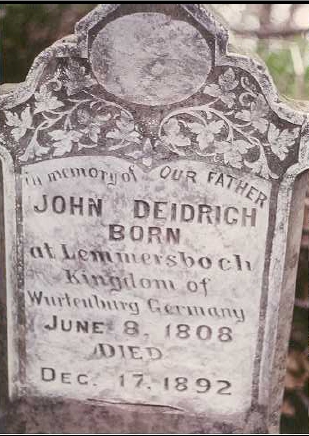 in memory of OUR FATHER
JOHN DEIDRICH
BORN
at Lemmersboch
Kingdom of
Wurtenburg Germany
JUNE 8, 1808
DIED
DEC. 17, 1892